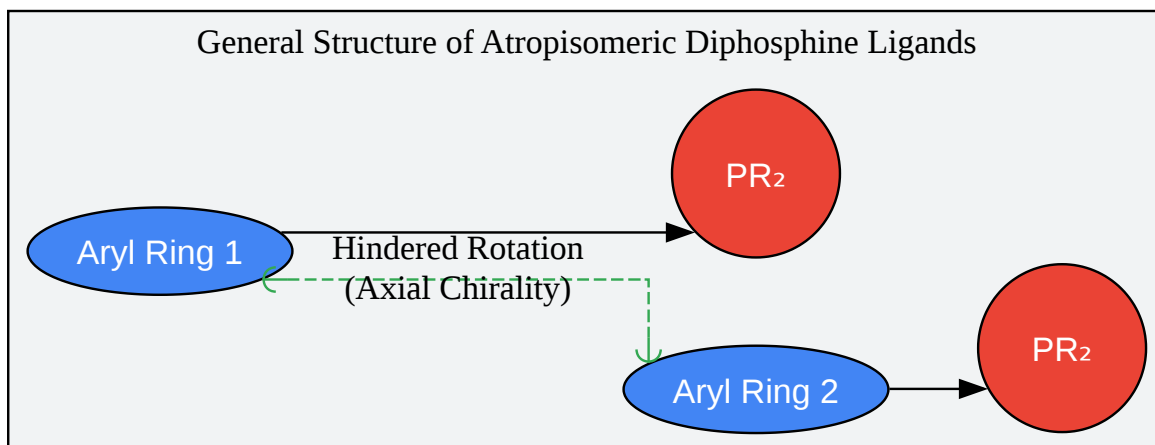 General Structure of Atropisomeric Diphosphine Ligands
PR₂
Aryl Ring 1
Hindered Rotation
(Axial Chirality)
PR₂
Aryl Ring 2